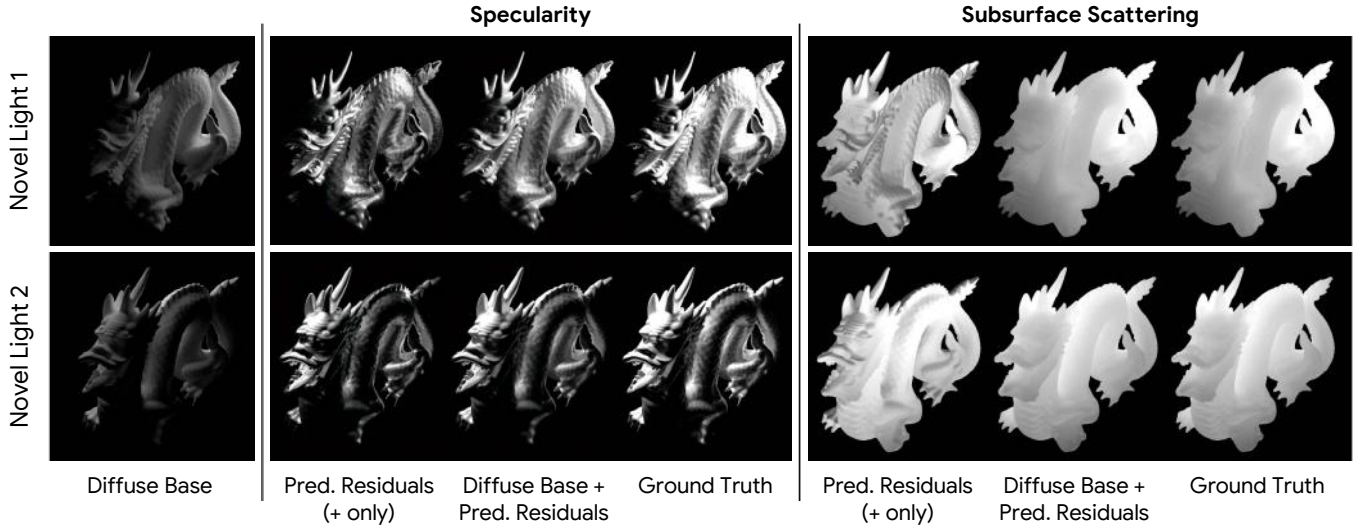 Specularity
Subsurface Scattering
Novel Light 1
Novel Light 2
Diffuse Base
Pred. Residuals
(+ only)
Diffuse Base +
Pred. Residuals
Ground Truth
Pred. Residuals
(+ only)
Diffuse Base +
Pred. Residuals
Ground Truth